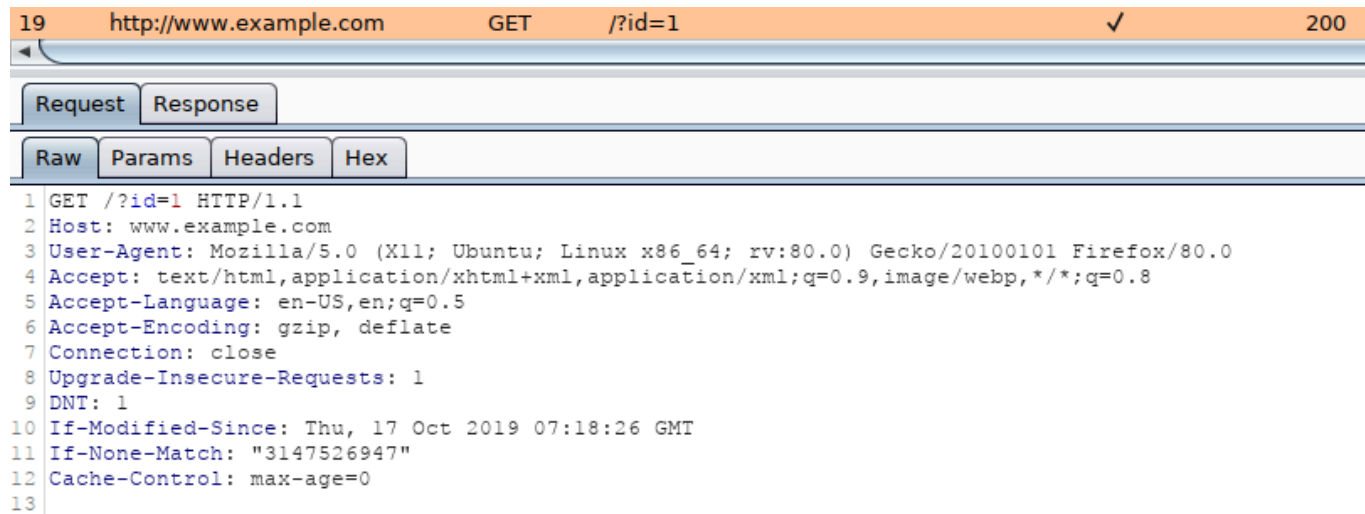 19 http://www.example.com GET /?id=1 ✓ 200
Request Response
Raw Params Headers Hex
1 GET /?id=1 HTTP/1.1
2 Host: www.example.com
3 User-Agent: Mozilla/5.0 (X11; Ubuntu; Linux x86_64; rv:80.0) Gecko/20100101 Firefox/80.0
4 Accept: text/html,application/xhtml+xml,application/xml;q=0.9,image/webp,*/*;q=0.8
5 Accept-Language: en-US,en;q=0.5
6 Accept-Encoding: gzip, deflate
7 Connection: close
8 Upgrade-Insecure-Requests: 1
9 DNT: 1
10 If-Modified-Since: Thu, 17 Oct 2019 07:18:26 GMT
11 If-None-Match: "3147526947"
12 Cache-Control: max-age=0
13